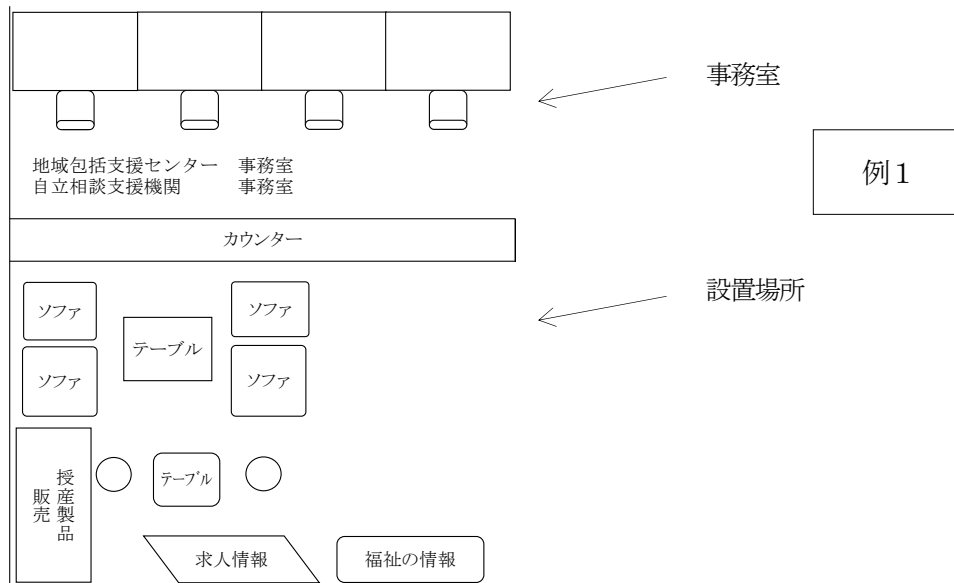 事務室
例１
地域包括支援センター　事務室
自立相談支援機関　　　事務室
カウンター
設置場所
ソファ
ソファ
テーブル
ソファ
ソファ
授産製品
販売
テーブル
求人情報
福祉の情報